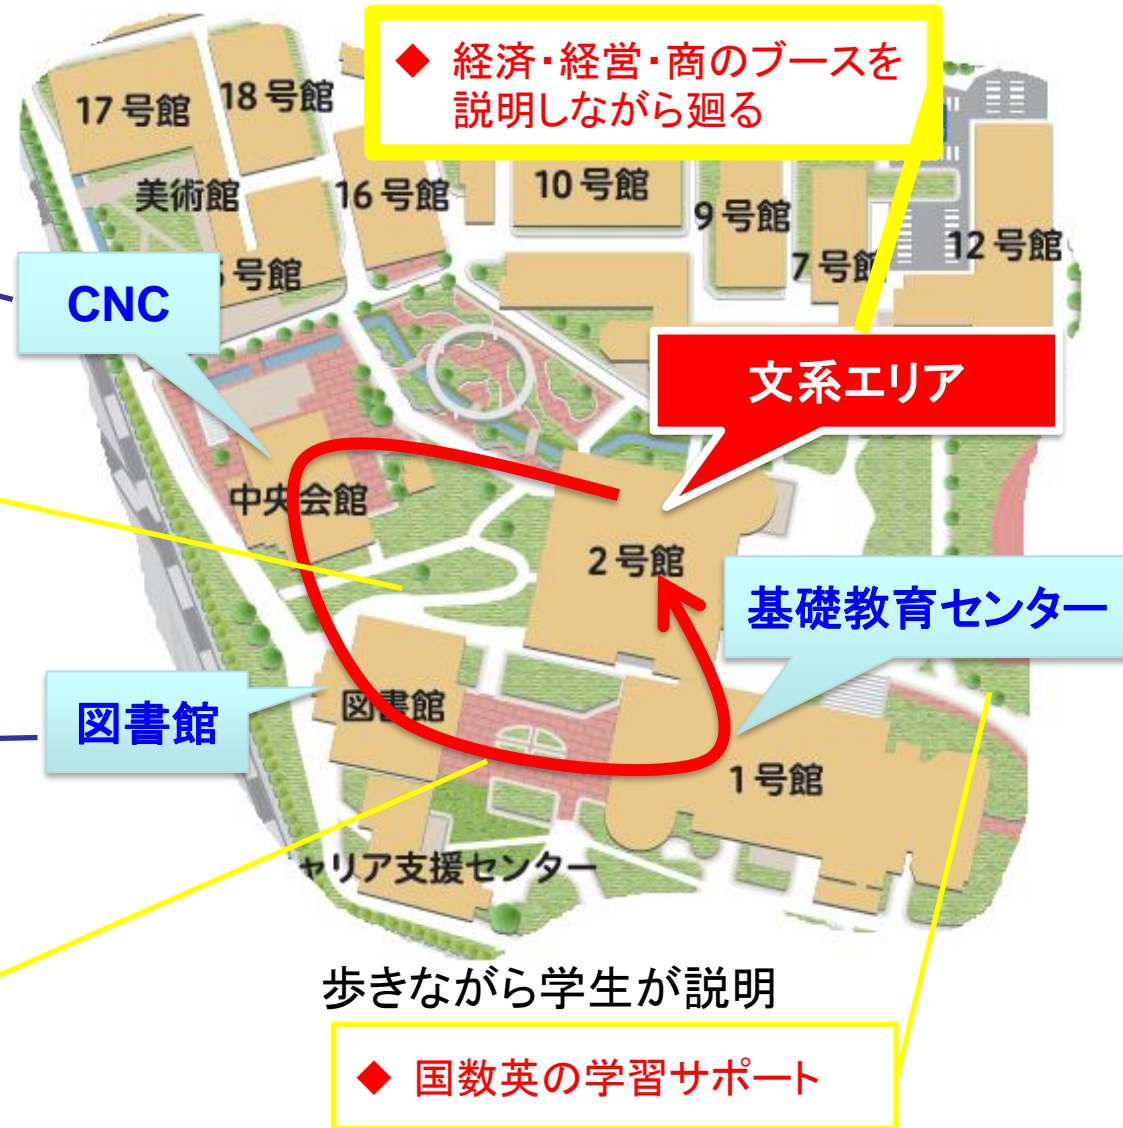 ◆ 経済・経営・商のブースを
説明しながら廻る
17号館
18号館
美術館
16号館
10号館
9号館
7号館
12号館
号館
CNC
文系エリア
中央会館
2号館
基礎教育センター
図書館
図書館
1号館
ャリア支援センター
歩きながら学生が説明
◆ 国数英の学習サポート